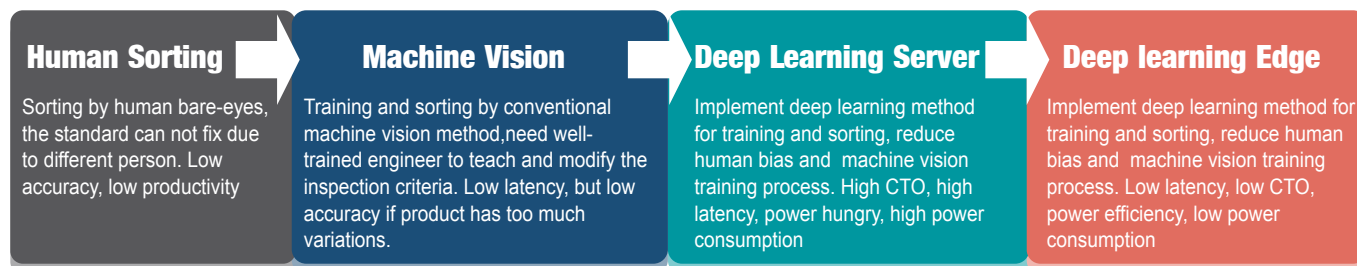 Human Sorting
Sorting by human bare-eyes,
the standard can not fix due
to different person. Low
accuracy, low productivity
Machine Vision
Training and sorting by conventional
machine vision method,need well-
trained engineer to teach and modify the
inspection criteria. Low latency, but low
accuracy if product has too much
variations.
Deep Learning Server
Implement deep learning method
for training and sorting, reduce
human bias and  machine vision
training process. High CTO, high
latency, power hungry, high power
consumption
Deep learning Edge
Implement deep learning method for
training and sorting, reduce human
bias and  machine vision training
process. Low latency, low CTO,
power efficiency, low power
consumption